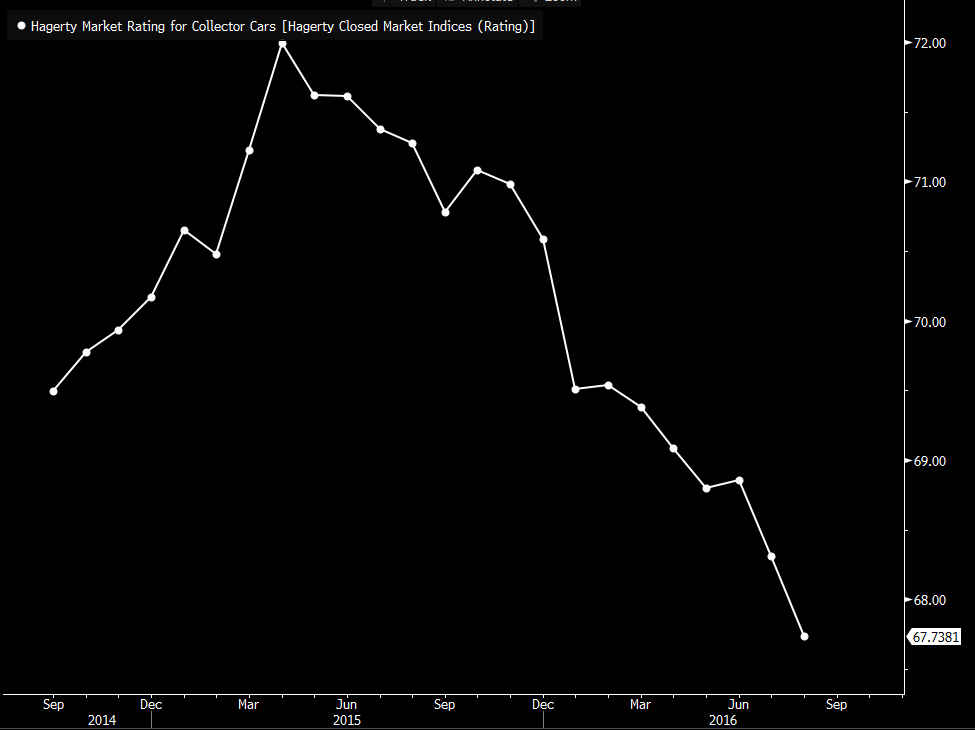 Hagerty Market Rating for Collector Cars [Hagerty Closed Market Indices (Rating)]
72.00
71.00
70.00
69.00
68.00
67.7381
Sep Dec Mar Jun Sep Dec Mar Jun Sep
2014 2015 2016